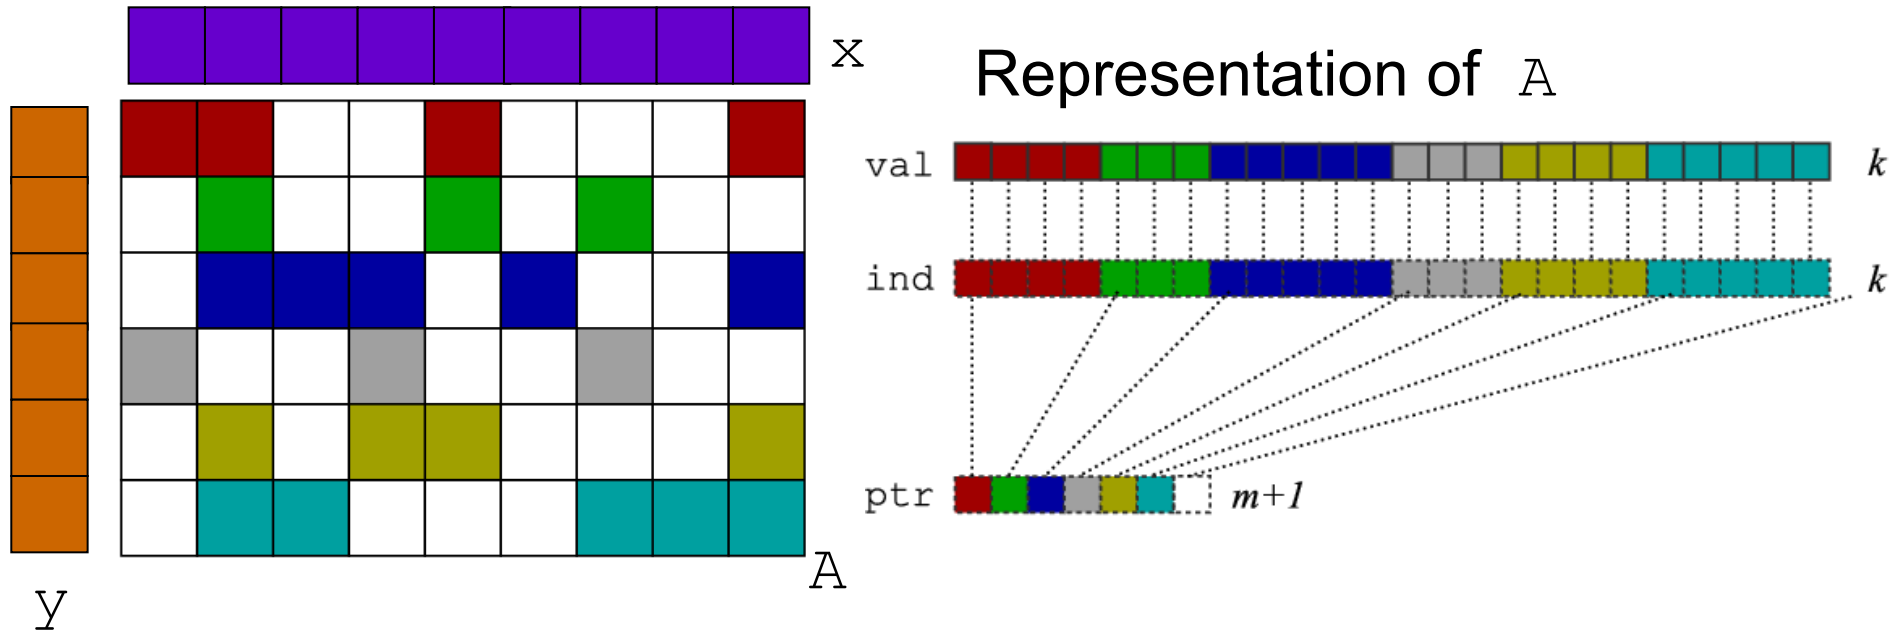 x
Representation of A
val k
ind k
ptr m+1
A
y